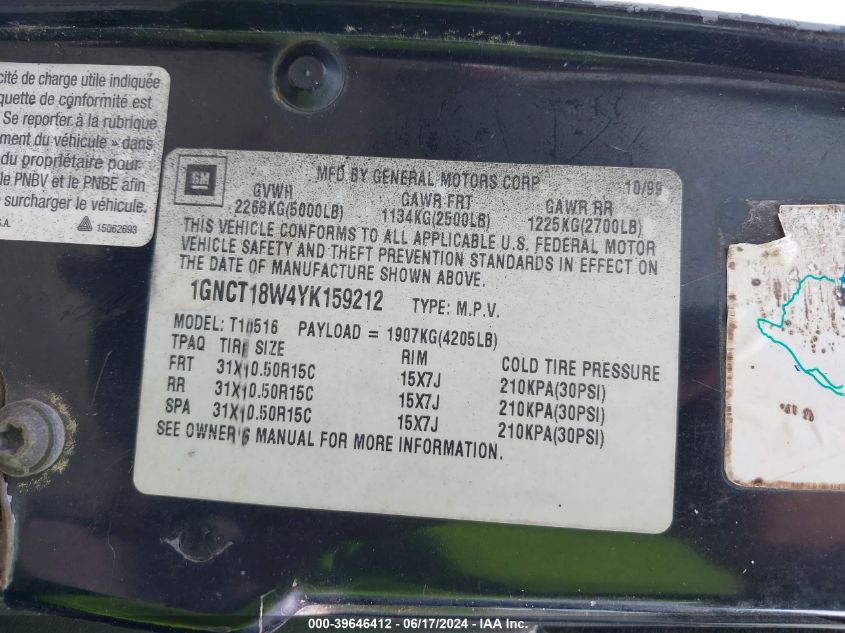 cité de charge utile indiquée
quette de conformité est
Se reporter à la rubrique
ment du véhicule » dans
du propriétaire pour
le PNBV et le PNBE afin
surcharger le véhicule.
S.A. 15062693
GM MFD BY GENERAL MOTORS CORP 10/99
GVWR GAWR FRT GAWR RR
2268KG(5000LB) 1134KG(2500LB) 1225KG(2700LB)
THIS VEHICLE CONFORMS TO ALL APPLICABLE U.S. FEDERAL MOTOR
VEHICLE SAFETY AND THEFT PREVENTION STANDARDS IN EFFECT ON
THE DATE OF MANUFACTURE SHOWN ABOVE.
1GNCT18W4YK159212 TYPE: M.P.V.
MODEL: T10516 PAYLOAD = 1907KG(4205LB)
TPAQ TIRE SIZE RIM COLD TIRE PRESSURE
FRT 31X10.50R15C 15X7J 210KPA(30PSI)
RR 31X10.50R15C 15X7J 210KPA(30PSI)
SPA 31X10.50R15C 15X7J 210KPA(30PSI)
SEE OWNER'S MANUAL FOR MORE INFORMATION.
000-39646412 - 06/17/2024 - IAA Inc.